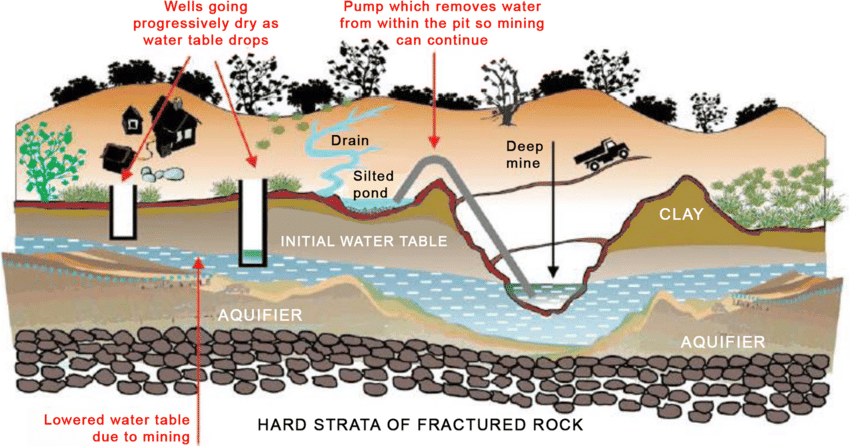 Wells going
progressively dry as
water table drops
Pump which removes water
from within the pit so mining
can continue
Drain
Silted
pond
Deep
mine
CLAY
INITIAL WATER TABLE
AQUIFIER
AQUIFIER
Lowered water table
due to mining
HARD STRATA OF FRACTURED ROCK